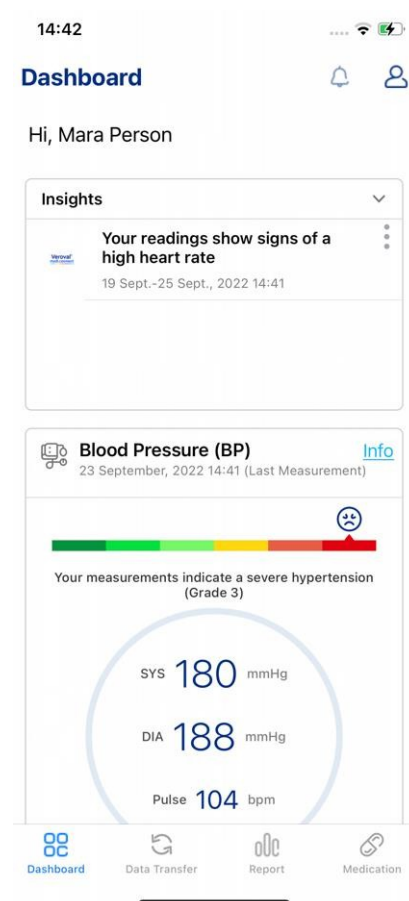 14:42
Dashboard
Hi, Mara Person
Insights
Your readings show signs of a
high heart rate
19 Sept.-25 Sept., 2022 14:41
Veroval
Blood Pressure (BP)
Info
23 September, 2022 14:41 (Last Measurement)
Your measurements indicate a severe hypertension
(Grade 3)
SYS 180 mmHg
DIA 188 mmHg
Pulse 104 bpm
Dashboard
Data Transfer
Report
Medication